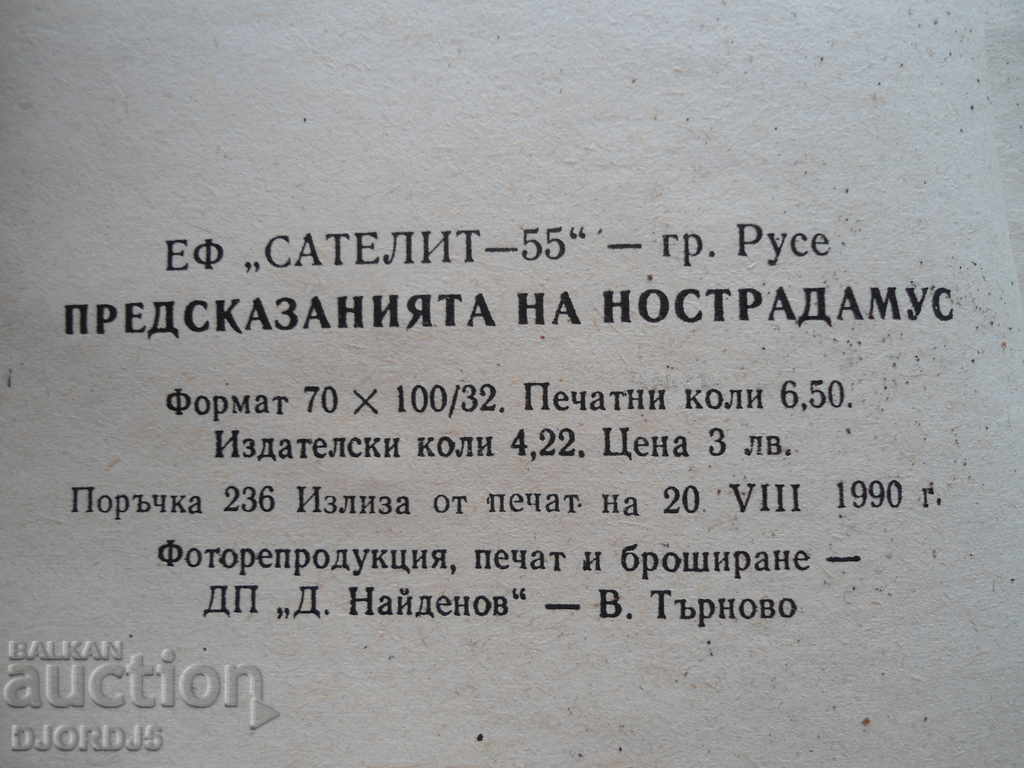 ЕФ „САТЕЛИТ—55“ — гр. Русе
ПРЕДСКАЗАНИЯТА НА НОСТРАДАМУС
Формат 70 × 100/32. Печатни коли 6,50.
Издателски коли 4,22. Цена 3 лв.
Поръчка 236 Излиза от печат на 20 VIII 1990 г.
Фоторепродукция, печат и броширане —
ДП „Д. Найденов“ — В. Търново
BALKAN
auction
DJORDJ5